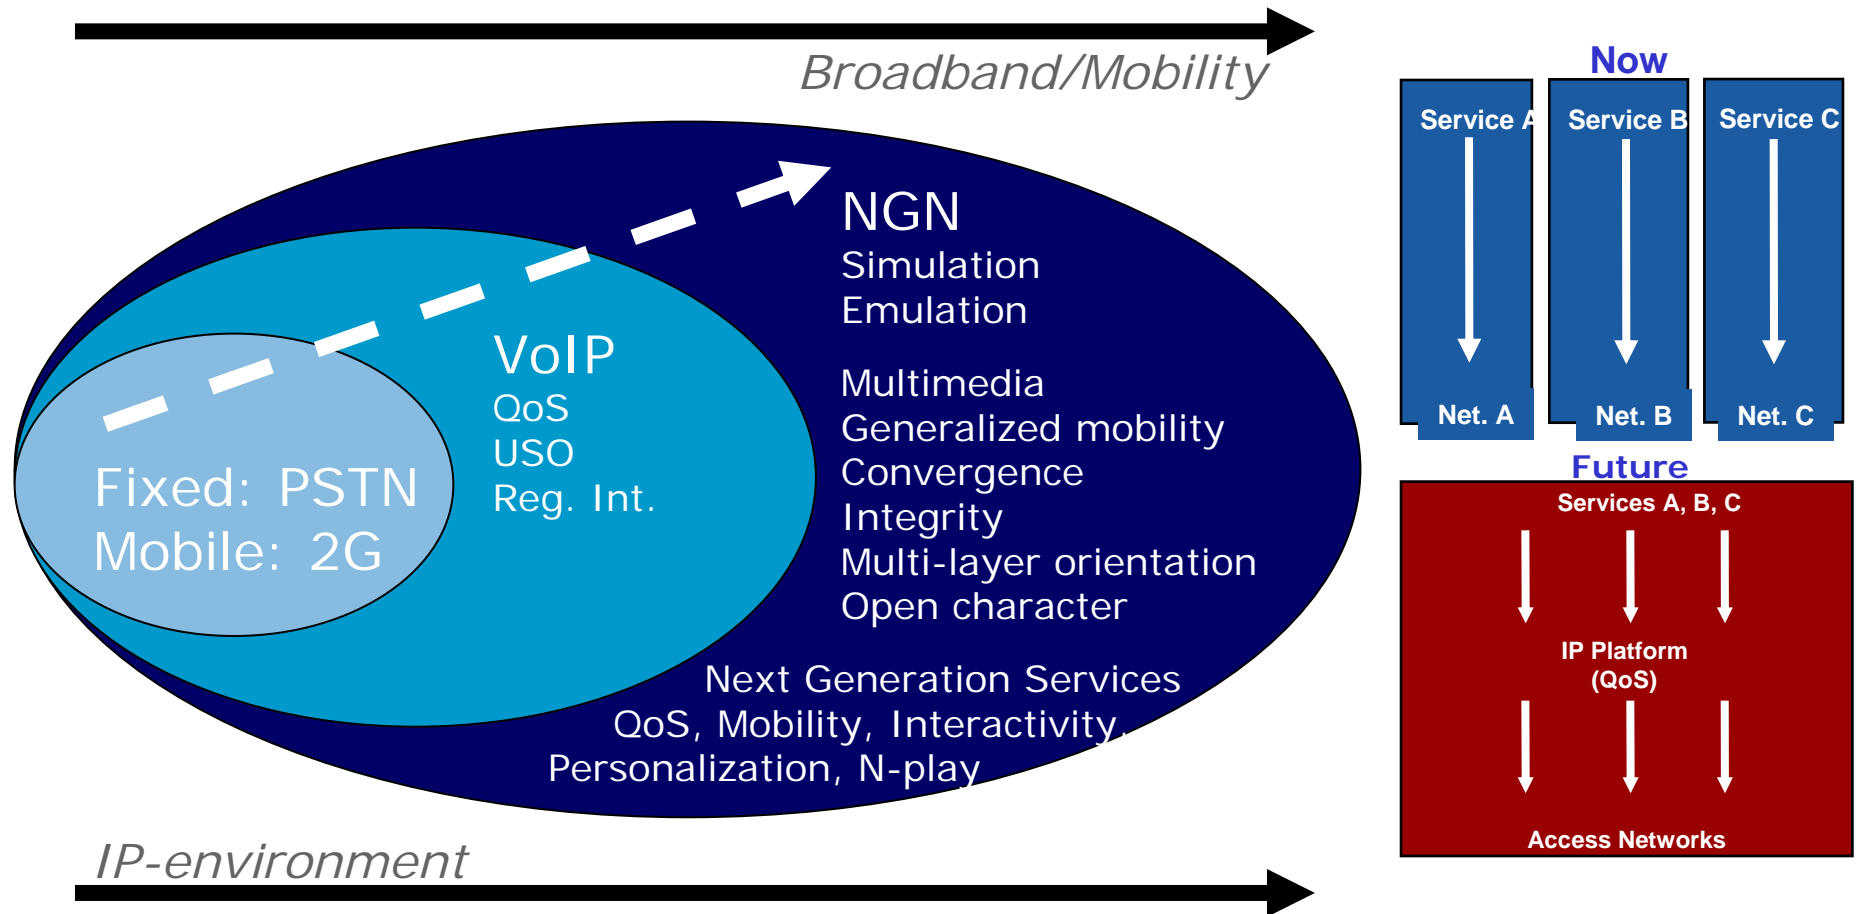 Broadband/Mobility
NGN
Simulation
Emulation
Multimedia
Generalized mobility
Convergence
Integrity
Multi-layer orientation
Open character
Next Generation Services
QoS, Mobility, Interactivity,
Personalization, N-play
VoIP
QoS
USO
Reg. Int.
Fixed: PSTN
Mobile: 2G
IP-environment
Now
Service A
Service B
Service C
Net. A
Net. B
Net. C
Future
Services A, B, C
IP Platform
(QoS)
Access Networks